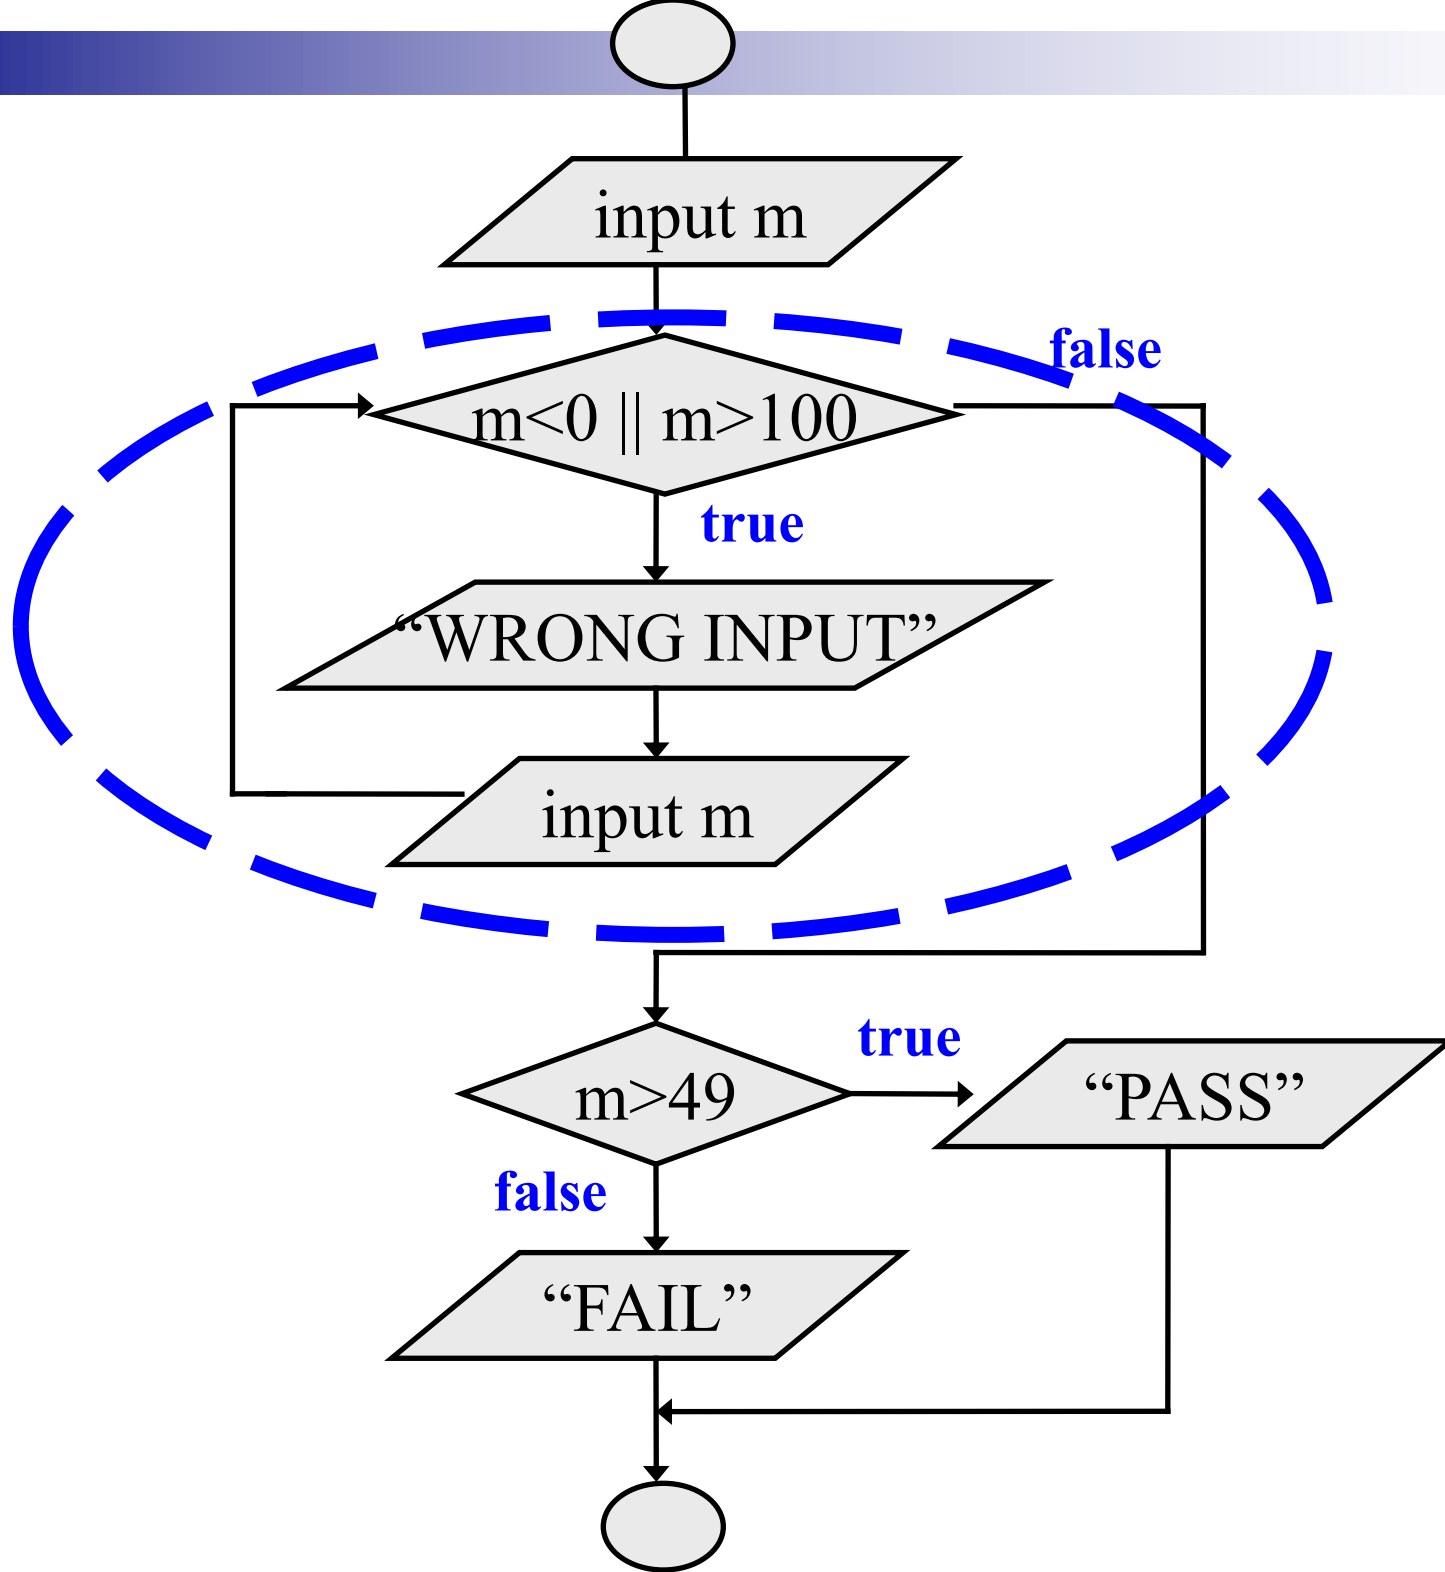 input m
false
m<0 || m>100
true
“WRONG INPUT”
input m
true
m>49
“PASS”
false
“FAIL”